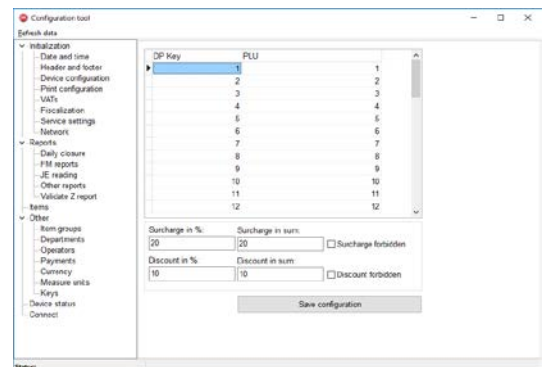 Configuration tool
Refresh data
Initialization
Date and time
Header and footer
Device configuration
Print configuration
VATs
Fiscalization
Service settings
Network
Reports
Daily closure
FM reports
JE reading
Other reports
Validate Z report
Items
Other
Item groups
Departments
Operators
Payments
Currency
Measure units
Keys
Device status
Connect
DP Key PLU
1 1
2 2
3 3
4 4
5 5
6 6
7 7
8 8
9 9
10 10
11 11
12 12
Surcharge in %: Surcharge in sum:
20 20 Surcharge forbidden
Discount in % Discount in sum:
10 10 Discount forbidden
Save configuration
Status: